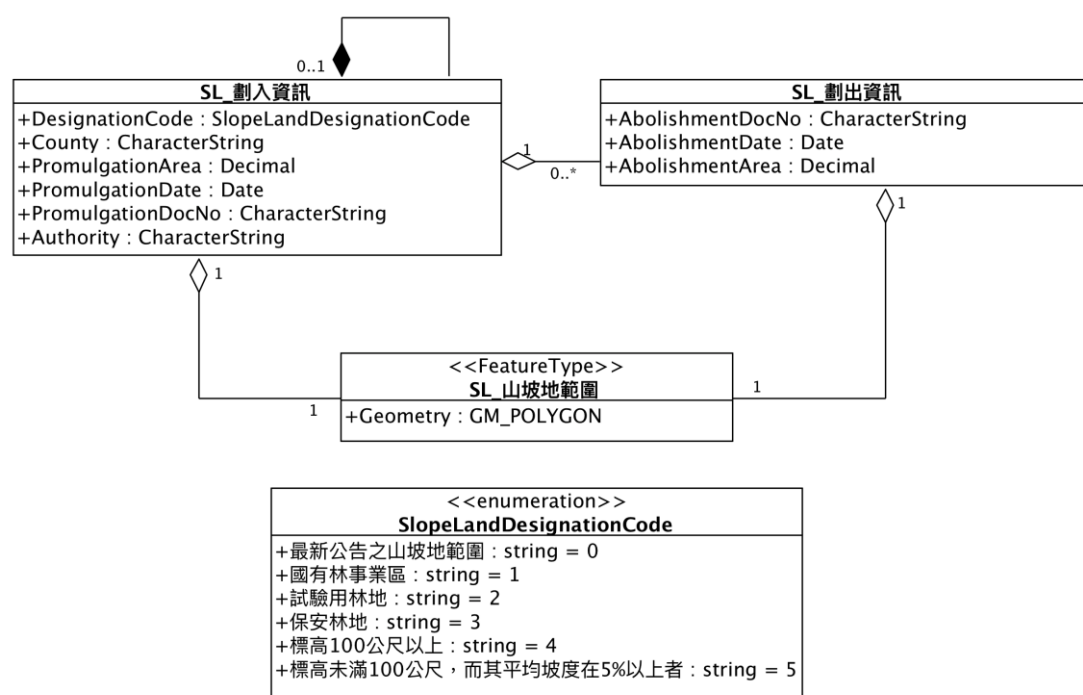 0..1
SL_劃入資訊
+DesignationCode : SlopeLandDesignationCode
+County : CharacterString
+PromulgationArea : Decimal
+PromulgationDate : Date
+PromulgationDocNo : CharacterString
+Authority : CharacterString
1
0..*
SL_劃出資訊
+AbolishmentDocNo : CharacterString
+AbolishmentDate : Date
+AbolishmentArea : Decimal
1
1
1
<<FeatureType>>
SL_山坡地範圍
+Geometry : GM_POLYGON
1
<<enumeration>>
SlopeLandDesignationCode
+最新公告之山坡地範圍 : string = 0
+國有林事業區 : string = 1
+試驗用林地 : string = 2
+保安林地 : string = 3
+標高100公尺以上 : string = 4
+標高未滿100公尺，而其平均坡度在5%以上者 : string = 5